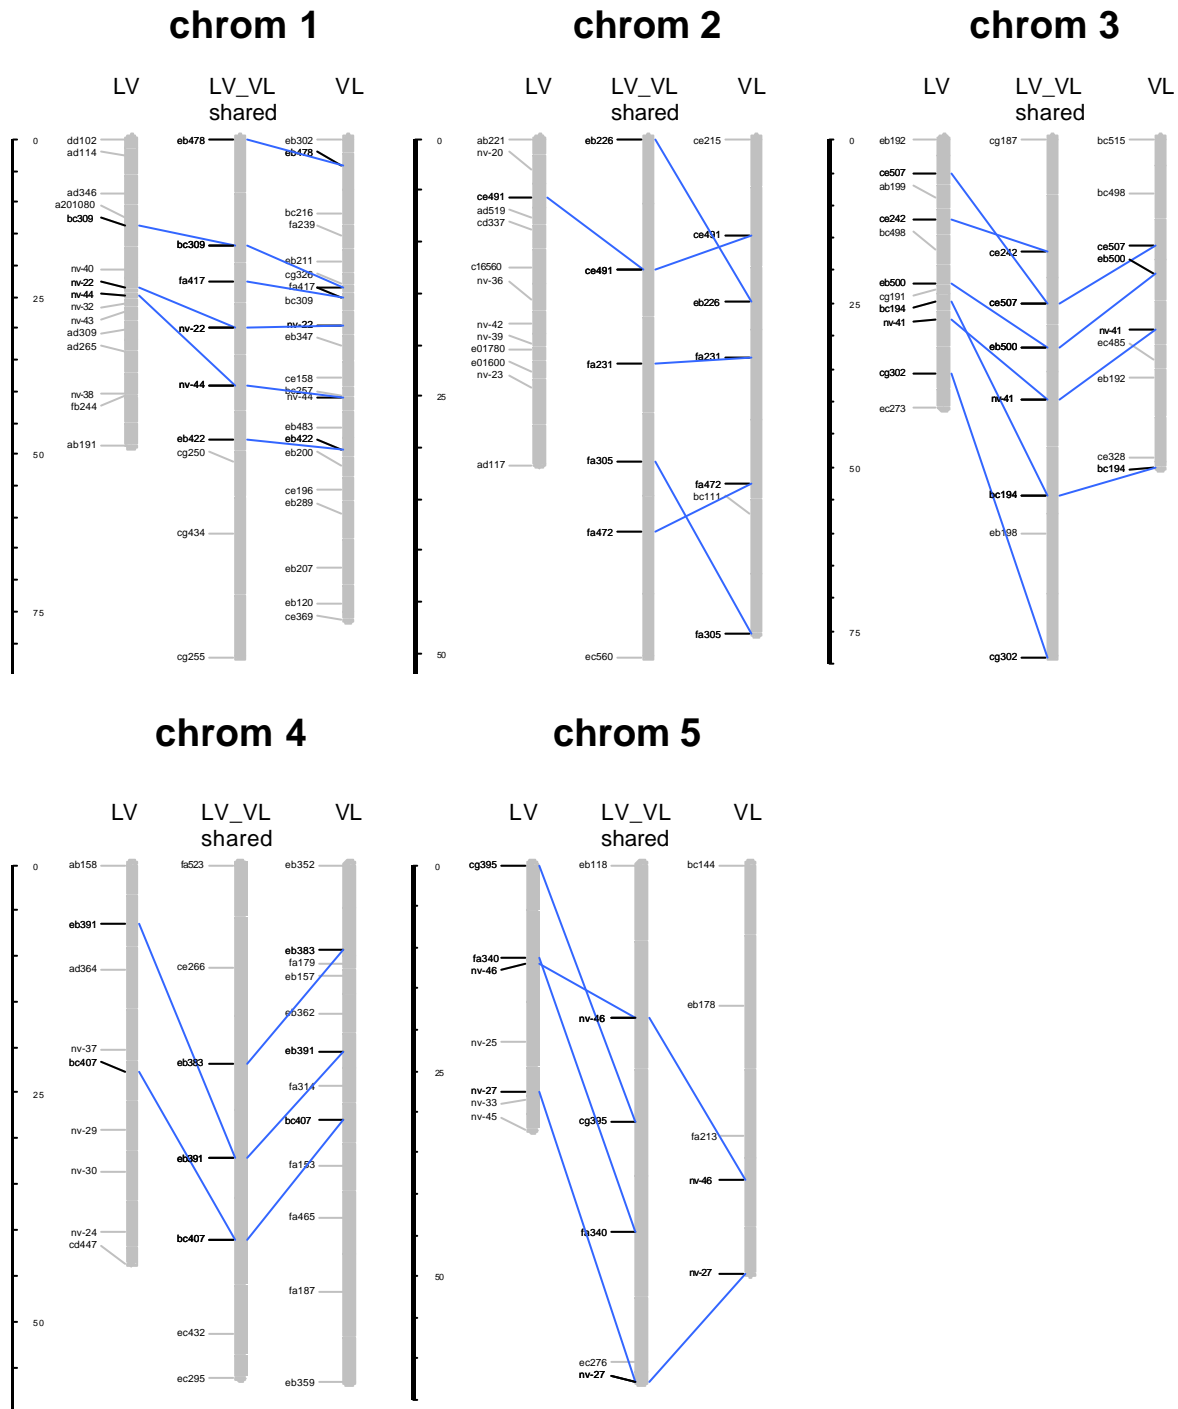 chrom 1
LV
LV_VL
shared
VL
0
25
50
75
dd102
ad114
ad346
a201080
bc309
nv-40
nv-22
nv-44
nv-32
nv-43
ad309
ad265
nv-38
fb244
ab191
eb478
bc309
fa417
nv-22
nv-44
eb422
cg250
cg434
cg255
eb302
eb478
bc216
fa239
eb211
cg326
fa417
bc309
nv-22
eb347
ce158
bc257
nv-44
eb483
eb422
eb200
ce196
eb289
eb207
eb120
ce369
chrom 2
LV
LV_VL
shared
VL
0
25
50
ab221
nv-20
ce491
ad519
cd337
c16560
nv-36
nv-42
nv-39
e01780
e01600
nv-23
ad117
eb226
ce491
fa231
fa305
fa472
ec560
ce215
ce491
eb226
fa231
fa472
bc111
fa305
chrom 3
LV
LV_VL
shared
VL
0
25
50
75
eb192
ce507
ab199
ce242
bc498
eb500
cg191
bc194
nv-41
cg302
ec273
cg187
ce242
ce507
eb500
nv-41
bc194
eb198
cg302
bc515
bc498
ce507
eb500
nv-41
ec485
eb192
ce328
bc194
chrom 4
LV
LV_VL
shared
VL
0
25
50
ab158
eb391
ad364
nv-37
bc407
nv-29
nv-30
nv-24
cd447
fa523
ce266
eb383
eb391
bc407
ec432
ec295
eb352
eb383
fa179
eb157
eb362
eb391
fa314
bc407
fa153
fa465
fa187
eb359
chrom 5
LV
LV_VL
shared
VL
0
25
50
cg395
fa340
nv-46
nv-25
nv-27
nv-33
nv-45
eb118
nv-46
cg395
fa340
ec276
nv-27
bc144
eb178
fa213
nv-46
nv-27